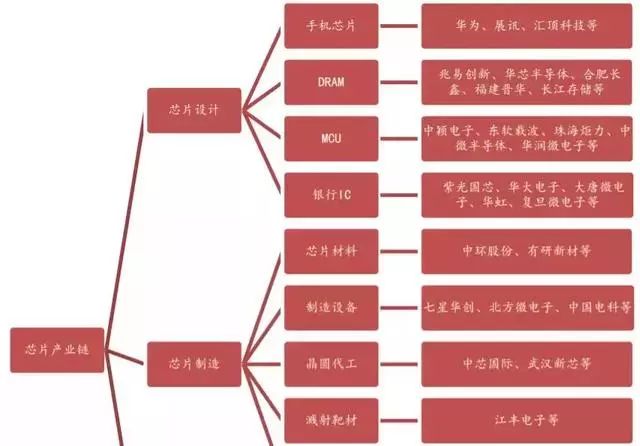 手机芯片
华为、展讯、汇顶科技等
DRAM
兆易创新、华芯半导体、合肥长
鑫、福建晋华、长江存储等
芯片设计
MCU
中颖电子、东软载波、珠海炬力、中
微半导体、华润微电子等
银行IC
紫光国芯、华大电子、大唐微电
子、华虹、复旦微电子等
芯片材料
中环股份、有研新材等
制造设备
七星华创、北方微电子、中国电科等
芯片产业链
芯片制造
晶圆代工
中芯国际、武汉新芯等
溅射靶材
江丰电子等